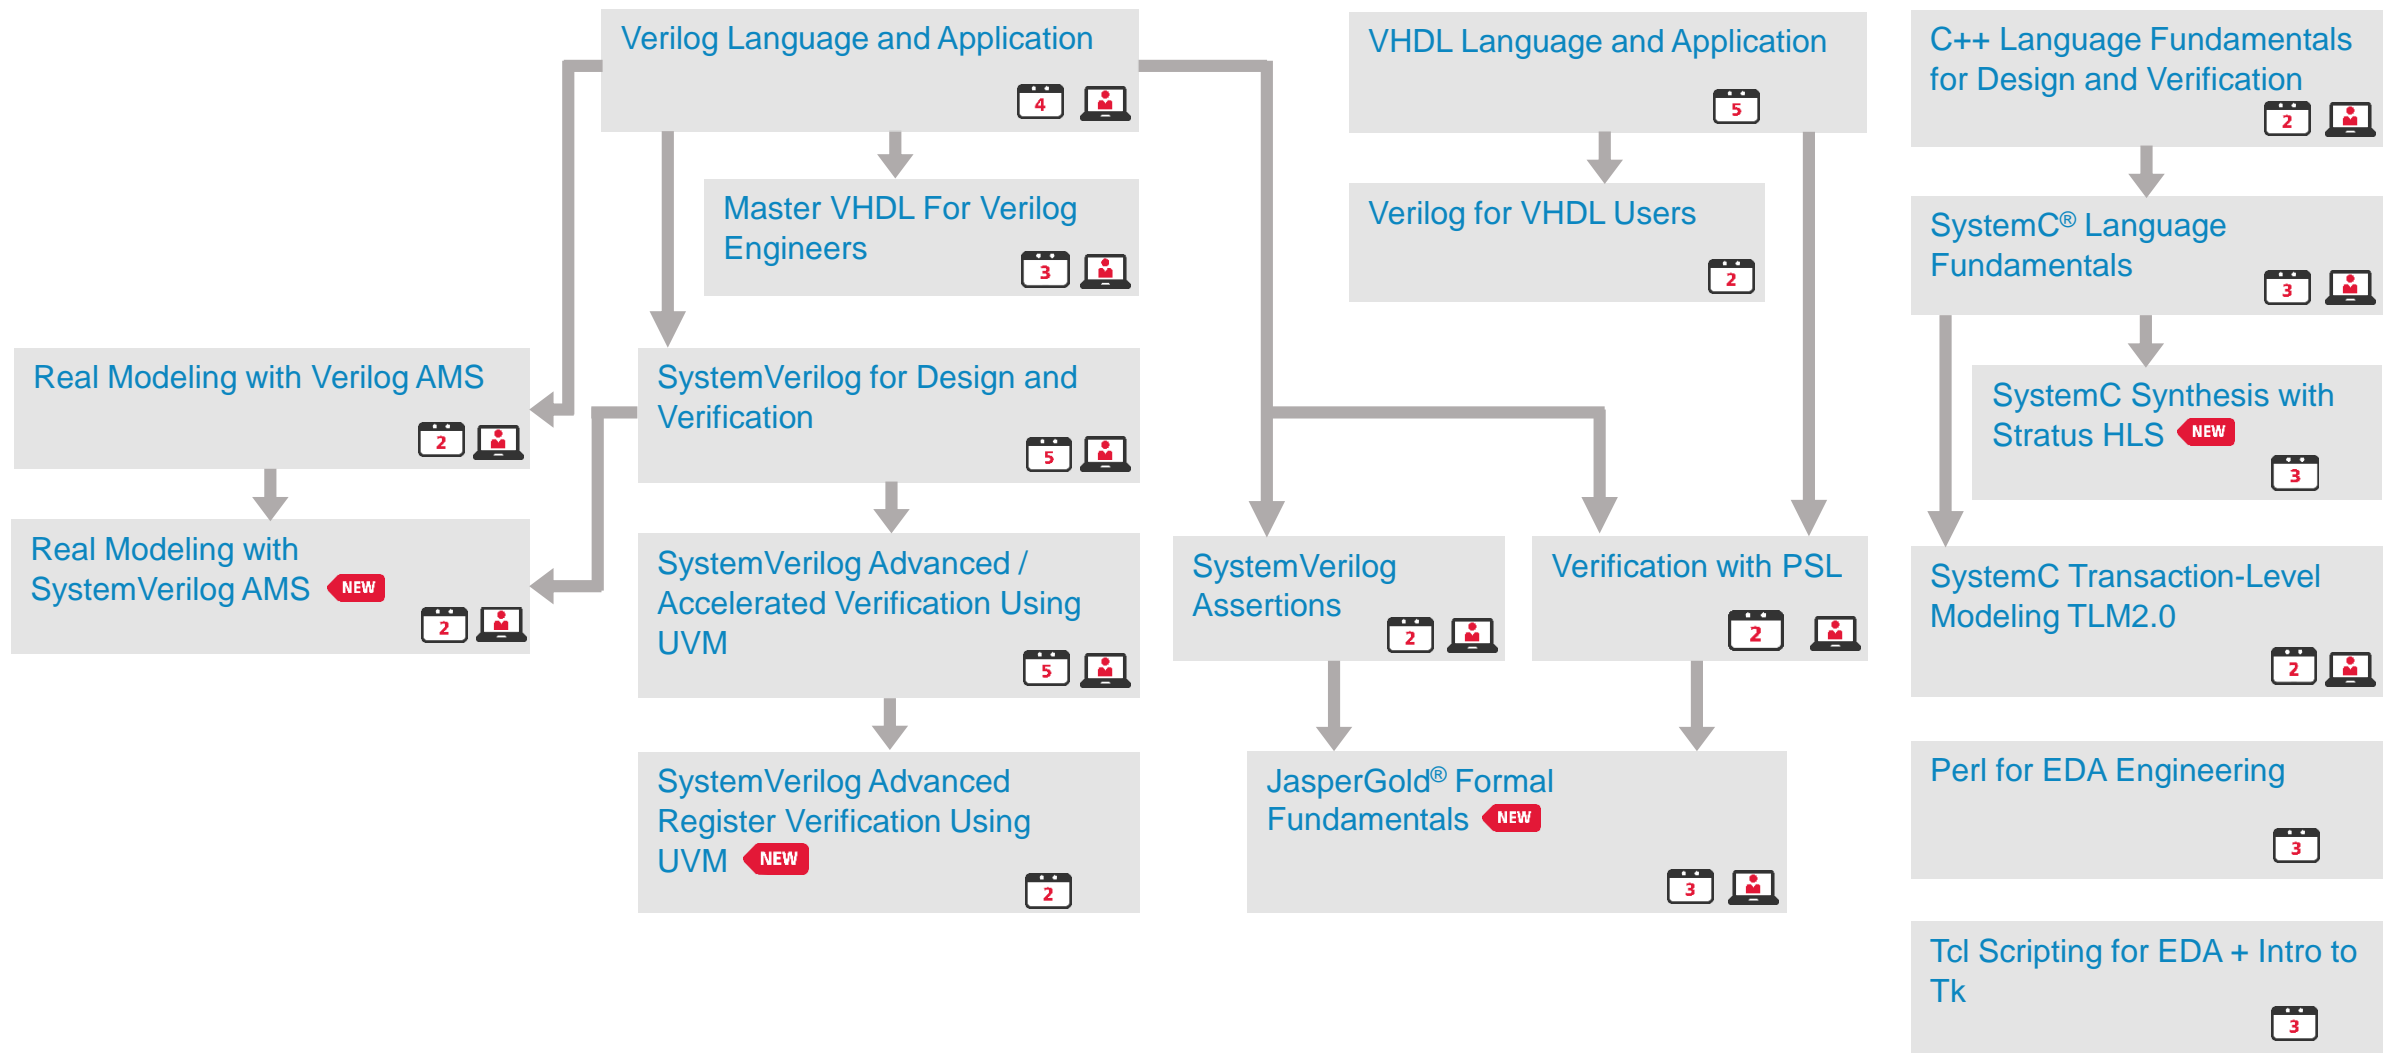 Verilog Language and Application
4
VHDL Language and Application
5
C++ Language Fundamentals
for Design and Verification
2
Master VHDL For Verilog
Engineers
3
Verilog for VHDL Users
2
SystemC® Language
Fundamentals
3
Real Modeling with Verilog AMS
2
SystemVerilog for Design and
Verification
5
SystemC Synthesis with
Stratus HLS NEW
3
Real Modeling with
SystemVerilog AMS NEW
2
SystemVerilog Advanced /
Accelerated Verification Using
UVM
5
SystemVerilog
Assertions
2
Verification with PSL
2
SystemC Transaction-Level
Modeling TLM2.0
2
SystemVerilog Advanced
Register Verification Using
UVM NEW
2
JasperGold® Formal
Fundamentals NEW
3
Perl for EDA Engineering
3
Tcl Scripting for EDA + Intro to
Tk
3